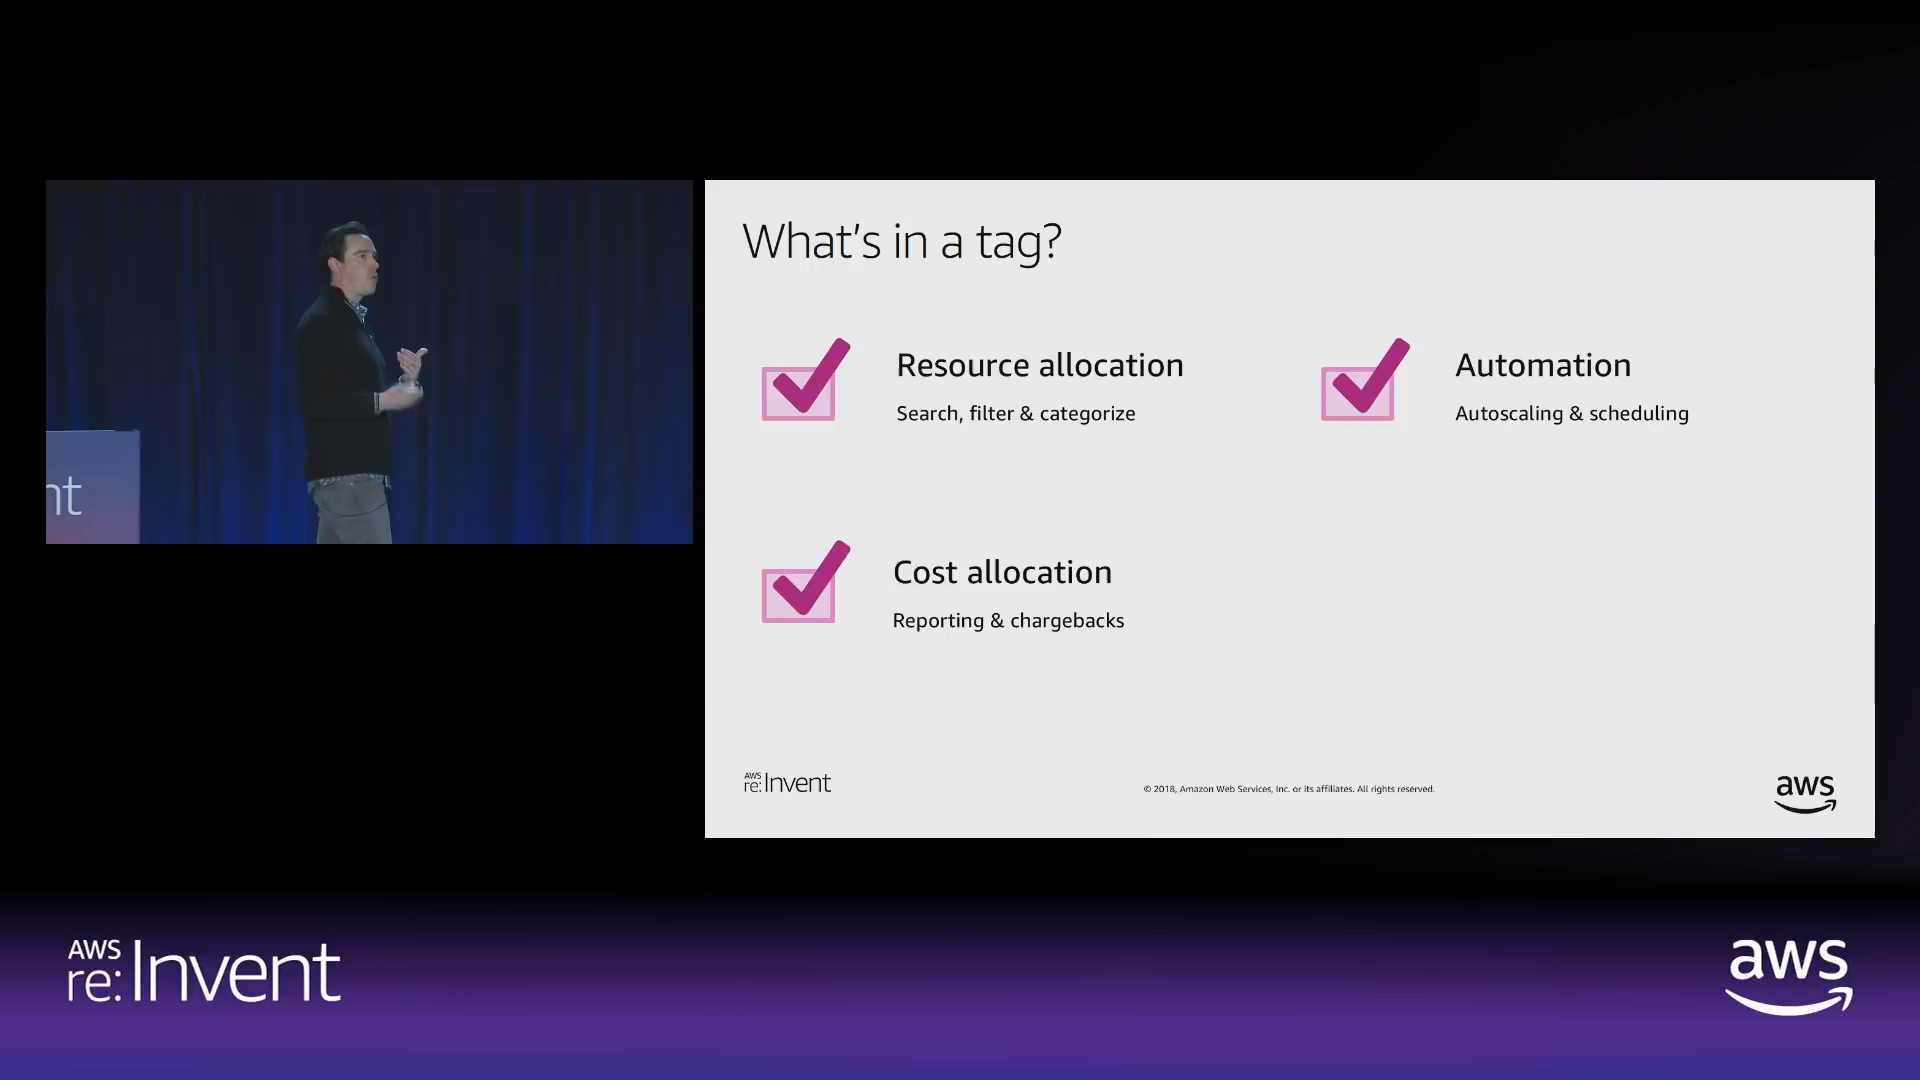 nt
What's in a tag?
Resource allocation
Search, filter & categorize
Automation
Autoscaling & scheduling
Cost allocation
Reporting & chargebacks
AWS
re:Invent
© 2018, Amazon Web Services, Inc. or its affiliates. All rights reserved.
aws
AWS
re:Invent
aws